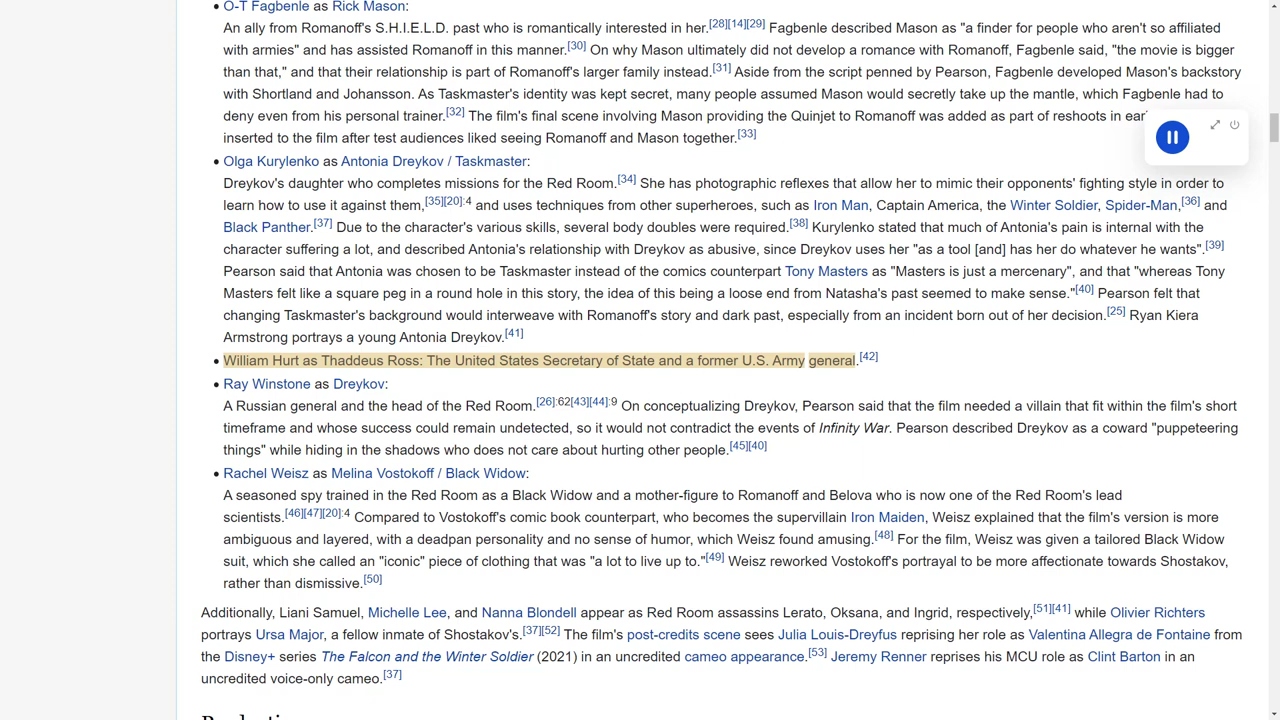 O-T Fagbenle as Rick Mason:
An ally from Romanoff's S.H.I.E.L.D. past who is romantically interested in her.[28][14][29] Fagbenle described Mason as "a finder for people who aren't so affiliated
with armies" and has assisted Romanoff in this manner.[30] On why Mason ultimately did not develop a romance with Romanoff, Fagbenle said, "the movie is bigger
than that," and that their relationship is part of Romanoff's larger family instead.[31] Aside from the script penned by Pearson, Fagbenle developed Mason's backstory
with Shortland and Johansson. As Taskmaster's identity was kept secret, many people assumed Mason would secretly take up the mantle, which Fagbenle had to
deny even from his personal trainer.[32] The film's final scene involving Mason providing the Quinjet to Romanoff was added as part of reshoots in
inserted to the film after test audiences liked seeing Romanoff and Mason together.[33]
Olga Kurylenko as Antonia Dreykov / Taskmaster:
Dreykov's daughter who completes missions for the Red Room.[34] She has photographic reflexes that allow her to mimic their opponents' fighting style in order to
learn how to use it against them,[35][20]:4 and uses techniques from other superheroes, such as Iron Man, Captain America, the Winter Soldier, Spider-Man,[36] and
Black Panther.[37] Due to the character's various skills, several body doubles were required.[38] Kurylenko stated that much of Antonia's pain is internal with the
character suffering a lot, and described Antonia's relationship with Dreykov as abusive, since Dreykov uses her "as a tool [and] has her do whatever he wants".[39]
Pearson said that Antonia was chosen to be Taskmaster instead of the comics counterpart Tony Masters as "Masters is just a mercenary", and that "whereas Tony
Masters felt like a square peg in a round hole in this story, the idea of this being a loose end from Natasha's past seemed to make sense."[40] Pearson felt that
changing Taskmaster's background would interweave with Romanoff's story and dark past, especially from an incident born out of her decision.[25] Ryan Kiera
Armstrong portrays a young Antonia Dreykov.[41]
William Hurt as Thaddeus Ross: The United States Secretary of State and a former U.S. Army general.[42]
Ray Winstone as Dreykov:
A Russian general and the head of the Red Room.[26]:62[43][44]:9 On conceptualizing Dreykov, Pearson said that the film needed a villain that fit within the film's short
timeframe and whose success could remain undetected, so it would not contradict the events of Infinity War. Pearson described Dreykov as a coward "puppeteering
things" while hiding in the shadows who does not care about hurting other people.[45][40]
Rachel Weisz as Melina Vostokoff / Black Widow:
A seasoned spy trained in the Red Room as a Black Widow and a mother-figure to Romanoff and Belova who is now one of the Red Room's lead
scientists.[46][47][20]:4 Compared to Vostokoff's comic book counterpart, who becomes the supervillain Iron Maiden, Weisz explained that the film's version is more
ambiguous and layered, with a deadpan personality and no sense of humor, which Weisz found amusing.[48] For the film, Weisz was given a tailored Black Widow
suit, which she called an "iconic" piece of clothing that was "a lot to live up to."[49] Weisz reworked Vostokoff's portrayal to be more affectionate towards Shostakov,
rather than dismissive.[50]
Additionally, Liani Samuel, Michelle Lee, and Nanna Blondell appear as Red Room assassins Lerato, Oksana, and Ingrid, respectively,[51][41] while Olivier Richters
portrays Ursa Major, a fellow inmate of Shostakov's.[37][52] The film's post-credits scene sees Julia Louis-Dreyfus reprising her role as Valentina Allegra de Fontaine from
the Disney+ series The Falcon and the Winter Soldier (2021) in an uncredited cameo appearance.[53] Jeremy Renner reprises his MCU role as Clint Barton in an
uncredited voice-only cameo.[37]